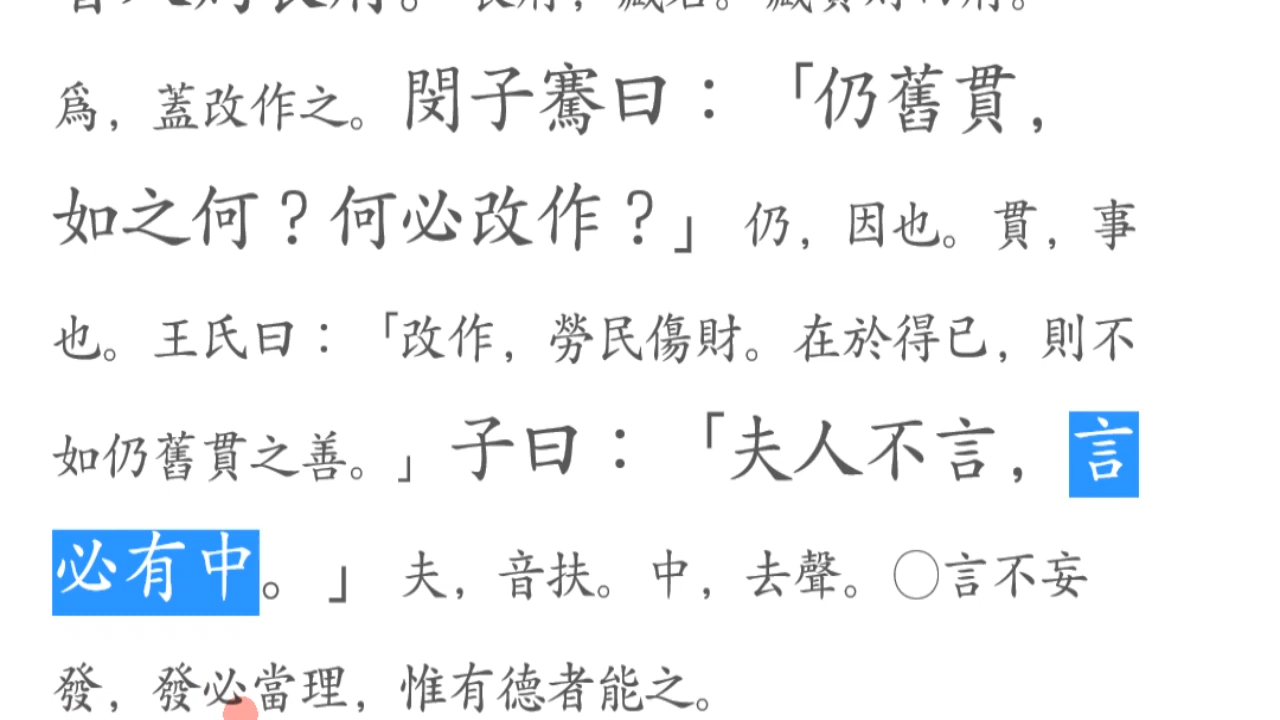 爲，蓋改作之。閔子騫曰：「仍舊貫，
如之何？何必改作？」仍，因也。貫，事
也。王氏曰：「改作，勞民傷財。在於得已，則不
如仍舊貫之善。」子曰：「夫人不言，言
必有中。」夫，音扶。中，去聲。○言不妄
發，發必當理，惟有德者能之。